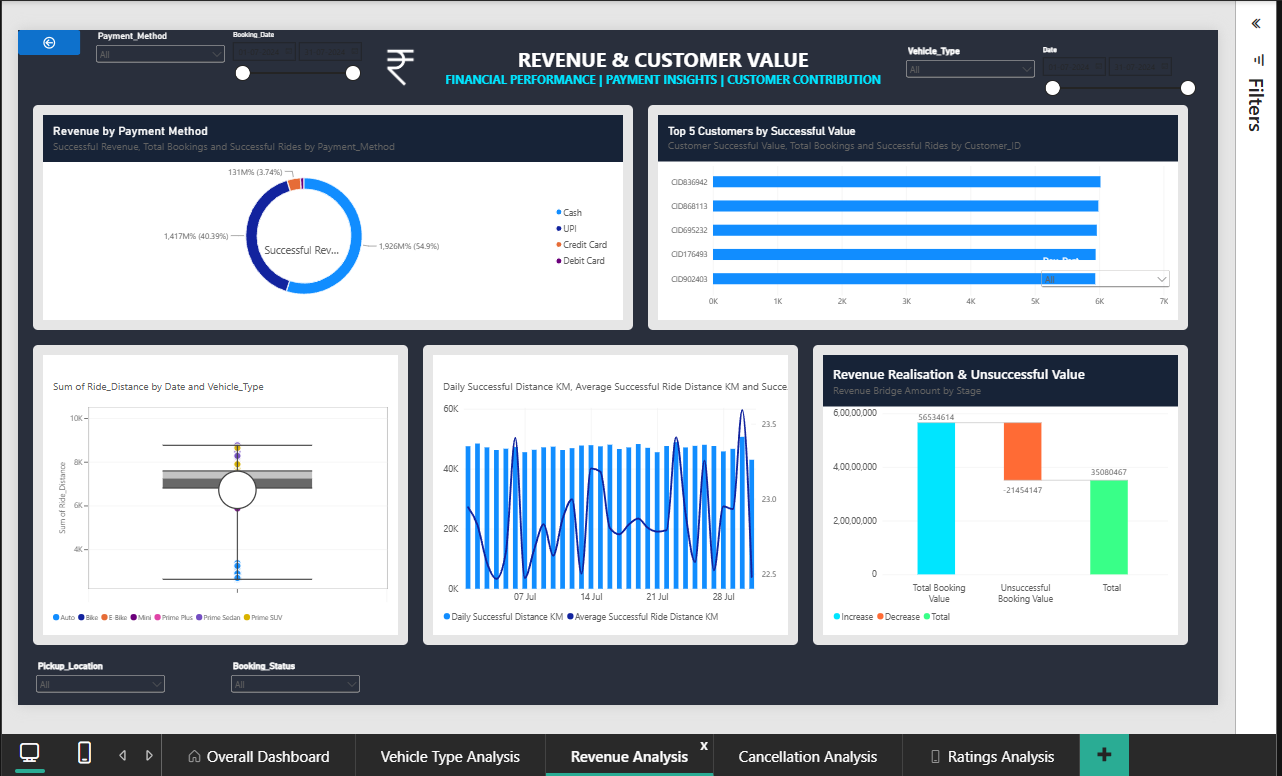 Payment_Method
All
Booking_Date
REVENUE & CUSTOMER VALUE
FINANCIAL PERFORMANCE | PAYMENT INSIGHTS | CUSTOMER CONTRIBUTION
Vehicle_Type
All
Date
Filters
Revenue by Payment Method
Successful Revenue, Total Bookings and Successful Rides by Payment_Method
131M% (3.74%)
1,417M% (40.39%)
1,926M% (54.9%)
Successful Rev...
Cash
UPI
Credit Card
Debit Card
Top 5 Customers by Successful Value
Customer Successful Value, Total Bookings and Successful Rides by Customer_ID
CID836942
CID868113
CID695232
CID176493
CID902403
All
0K 1K 2K 3K 4K 5K 6K 7K
Sum of Ride_Distance by Date and Vehicle_Type
Sum of Ride_Distance
10K
8K
6K
4K
Auto Bike E-Bike Mini Prime Plus Prime Sedan Prime SUV
Daily Successful Distance KM, Average Successful Ride Distance KM and Succe
60K
40K
20K
0K
23.5
23.0
22.5
07 Jul 14 Jul 21 Jul 28 Jul
Daily Successful Distance KM Average Successful Ride Distance KM
Revenue Realisation & Unsuccessful Value
Revenue Bridge Amount by Stage
6,00,00,000
4,00,00,000
2,00,00,000
0
56534614
-21454147
35080467
Total Booking Value
Unsuccessful Booking Value
Total
Increase Decrease Total
Pickup_Location
All
Booking_Status
All
Overall Dashboard
Vehicle Type Analysis
Revenue Analysis
x
Cancellation Analysis
Ratings Analysis
+